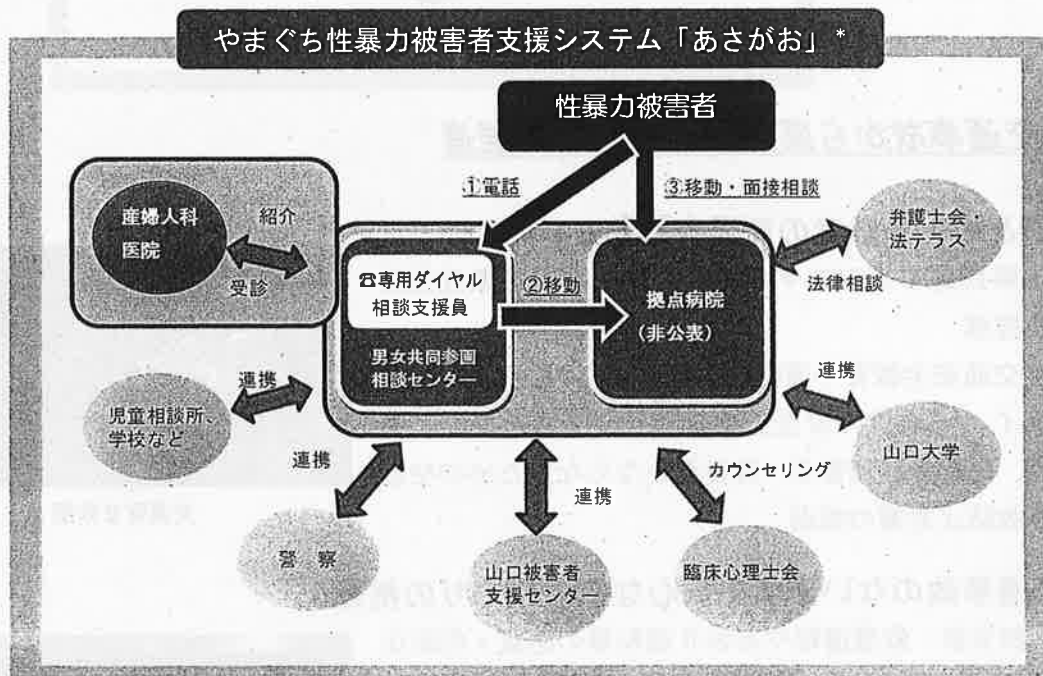 やまぐち性暴力被害者支援システム「あさがお」*
性暴力被害者
①電話
③移動・面接相談
産婦人科
医院
紹介
受診
☎専用ダイヤル
相談支援員
②移動
男女共同参画
相談センター
拠点病院
(非公表)
弁護士会・
法テラス
法律相談
連携
児童相談所、
学校など
連携
山口大学
連携
警 察
連携
山口被害者
支援センター
カウンセリング
臨床心理士会